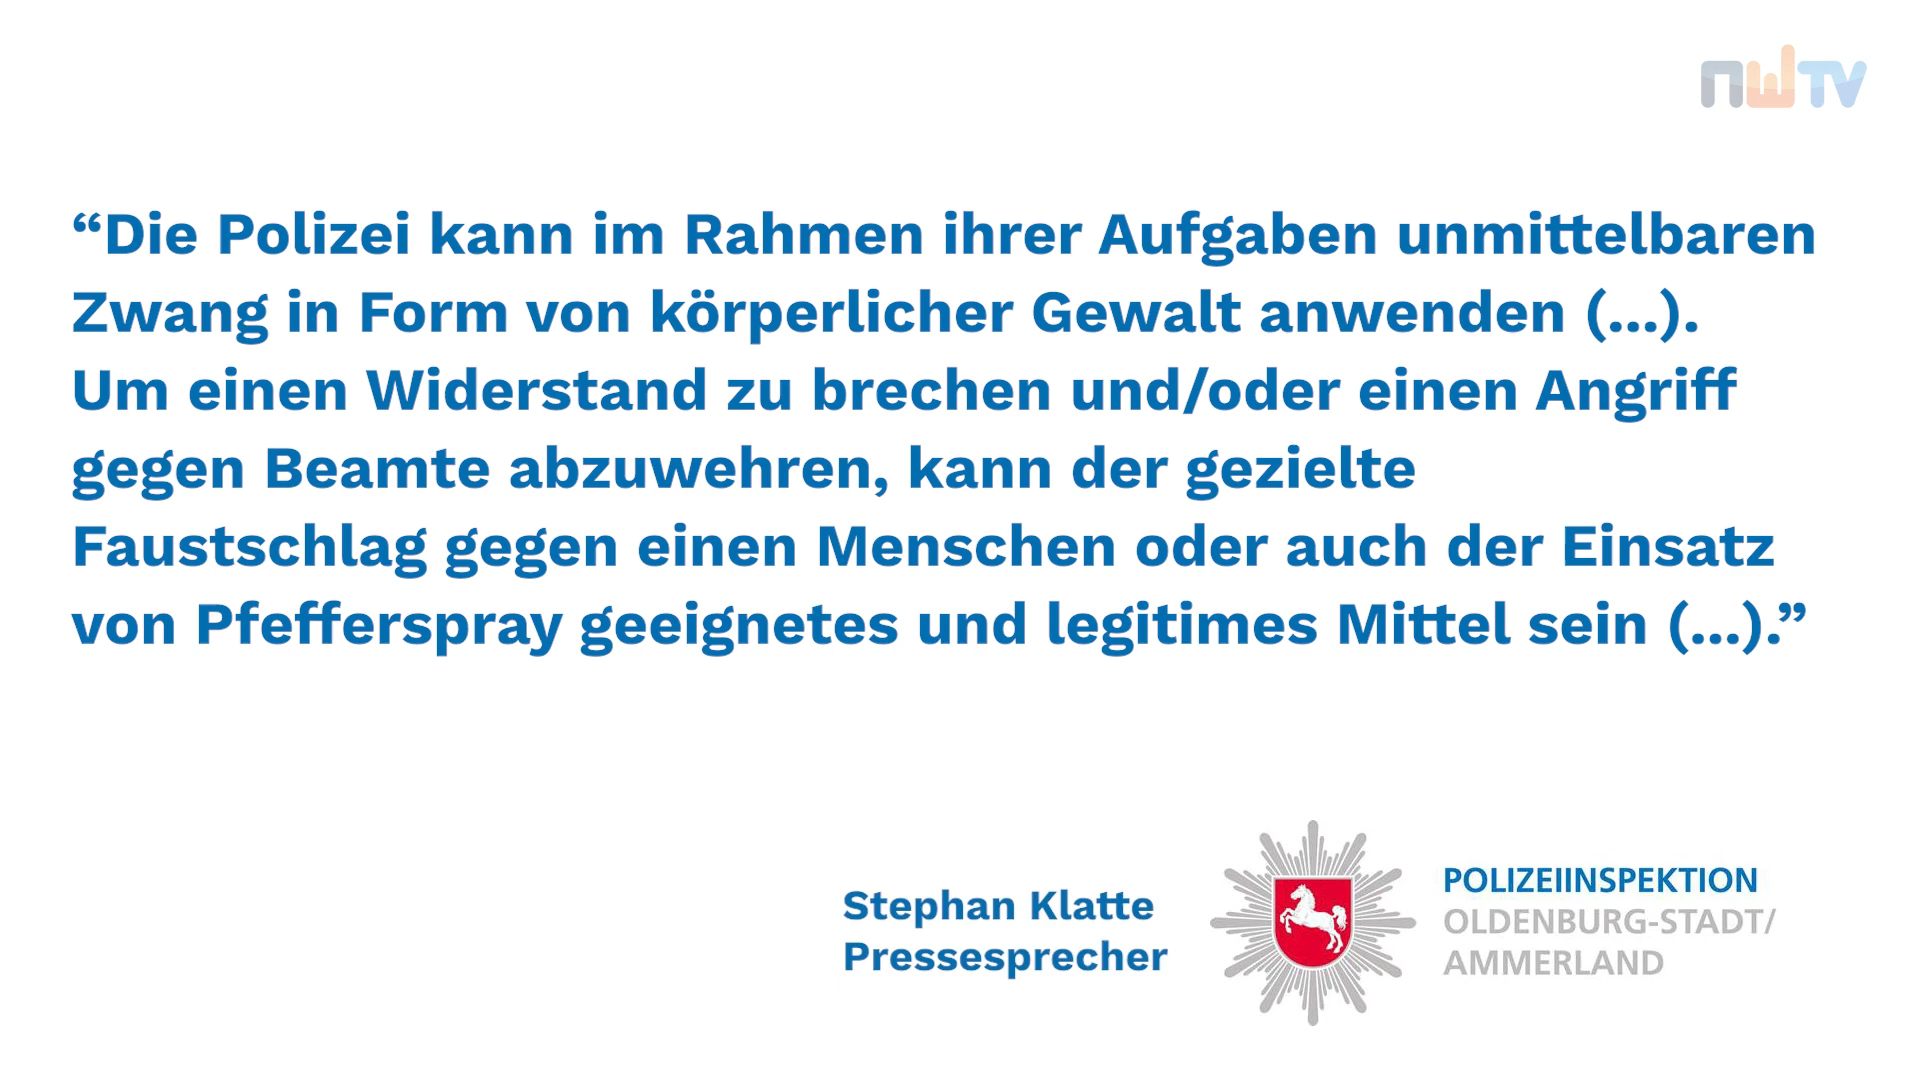 nwTV
“Die Polizei kann im Rahmen ihrer Aufgaben unmittelbaren
Zwang in Form von körperlicher Gewalt anwenden (...).
Um einen Widerstand zu brechen und/oder einen Angriff
gegen Beamte abzuwehren, kann der gezielte
Faustschlag gegen einen Menschen oder auch der Einsatz
von Pfefferspray geeignetes und legitimes Mittel sein (...).”
Stephan Klatte
Pressesprecher
POLIZEIINSPEKTION
OLDENBURG-STADT/
AMMERLAND